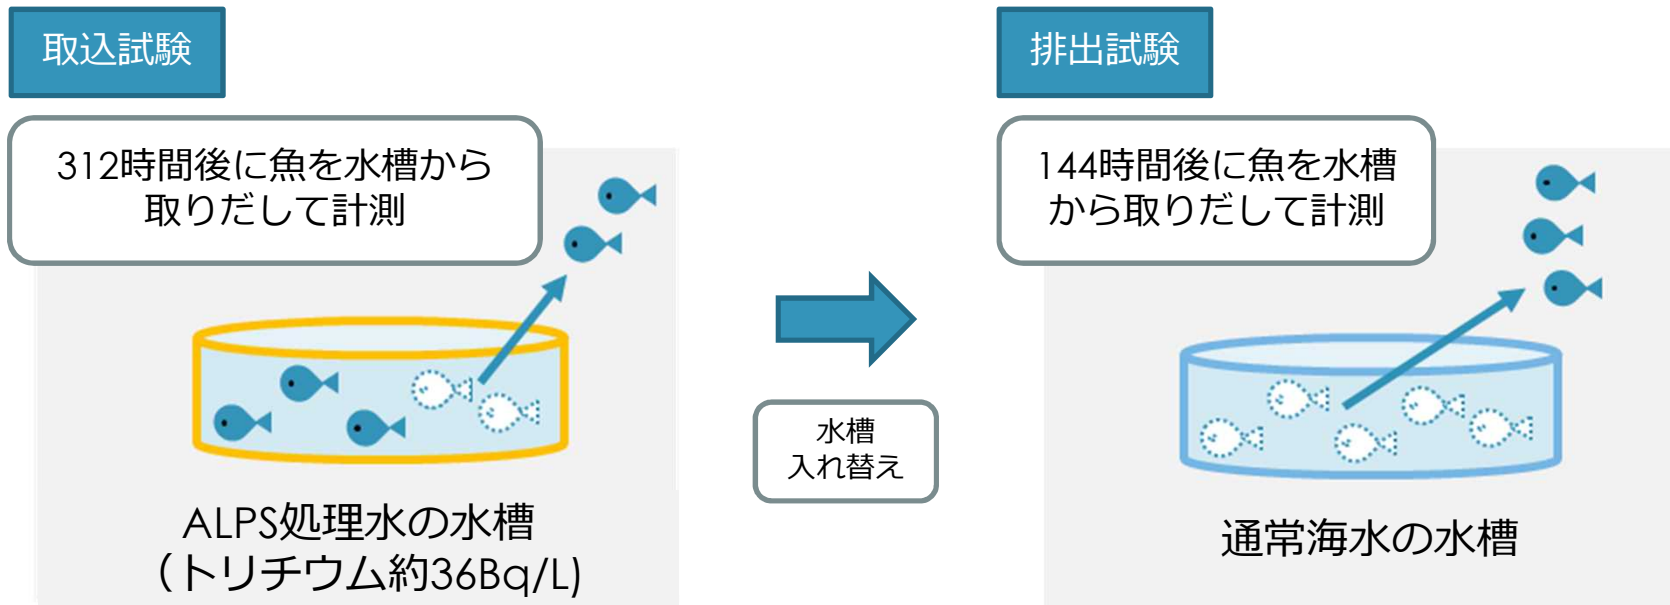 取込試験
312時間後に魚を水槽から
取りだして計測
ALPS処理水の水槽
（トリチウム約36Bq/L)
水槽
入れ替え
排出試験
144時間後に魚を水槽
から取りだして計測
通常海水の水槽